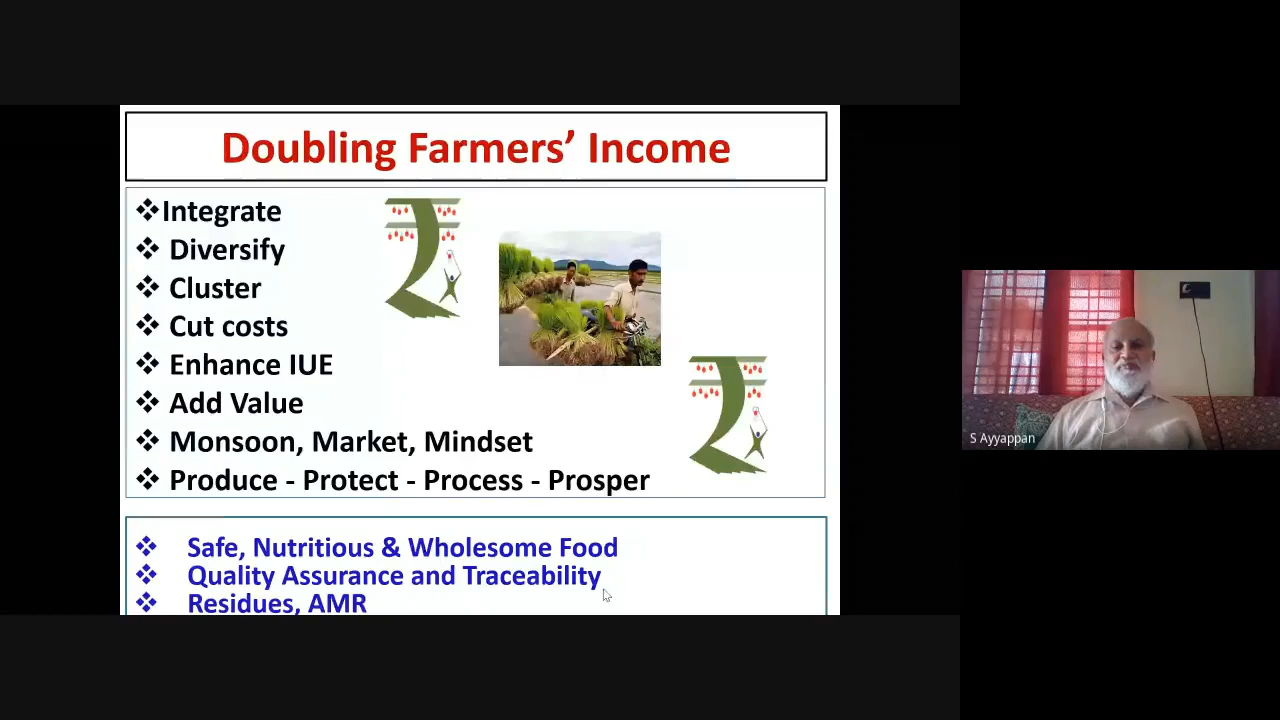 Doubling Farmers’ Income
❖Integrate
❖ Diversify
❖ Cluster
❖ Cut costs
❖ Enhance IUE
❖ Add Value
❖ Monsoon, Market, Mindset
❖ Produce - Protect - Process - Prosper
❖ Safe, Nutritious & Wholesome Food
❖ Quality Assurance and Traceability
❖ Residues, AMR
S Ayyappan